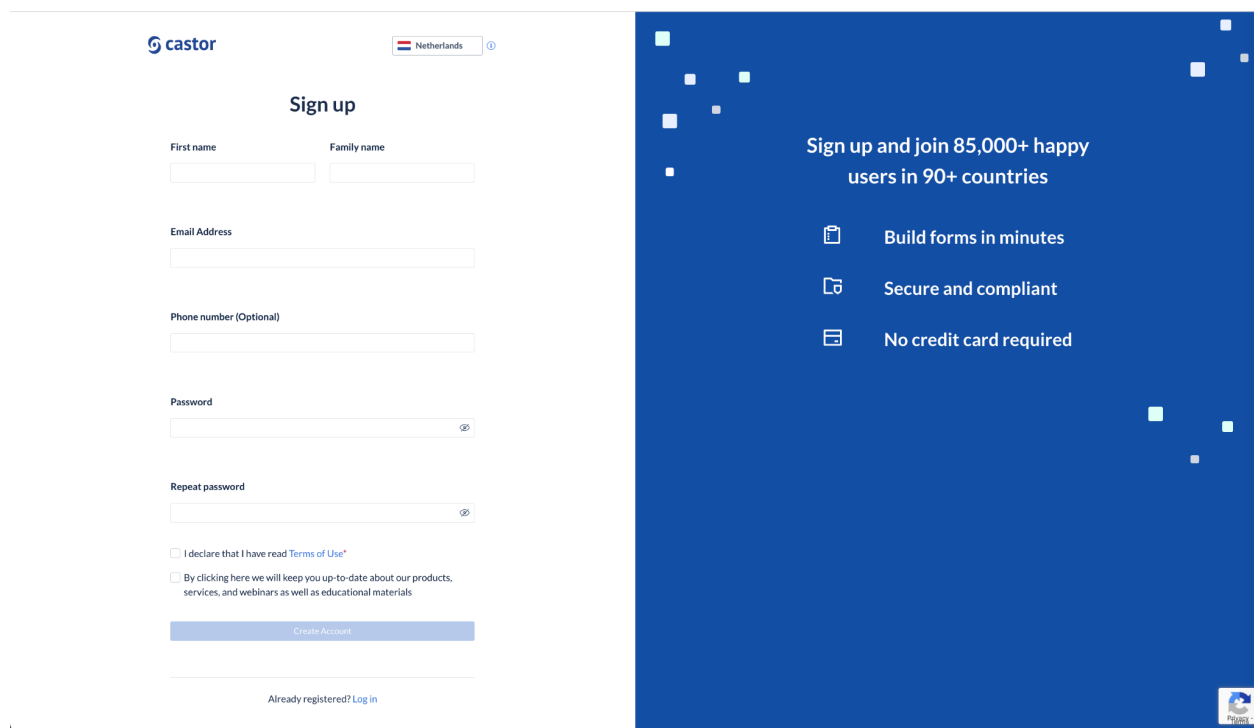 castor
Netherlands
Sign up
First name
Family name
Email Address
Phone number (Optional)
Password
Repeat password
I declare that I have read Terms of Use*
By clicking here we will keep you up-to-date about our products,
services, and webinars as well as educational materials
Create Account
Already registered? Log in
Sign up and join 85,000+ happy
users in 90+ countries
Build forms in minutes
Secure and compliant
No credit card required
Privacy -
Terms